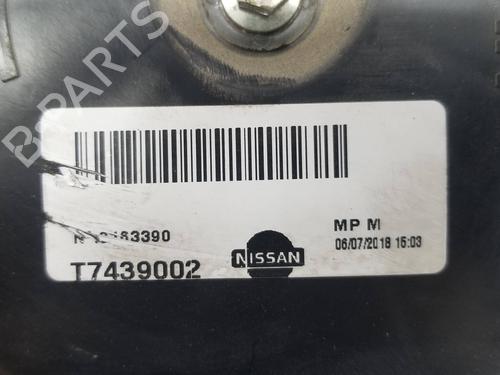 B-PARTS
MP M
06/07/2018 15:03
T7439002
NISSAN